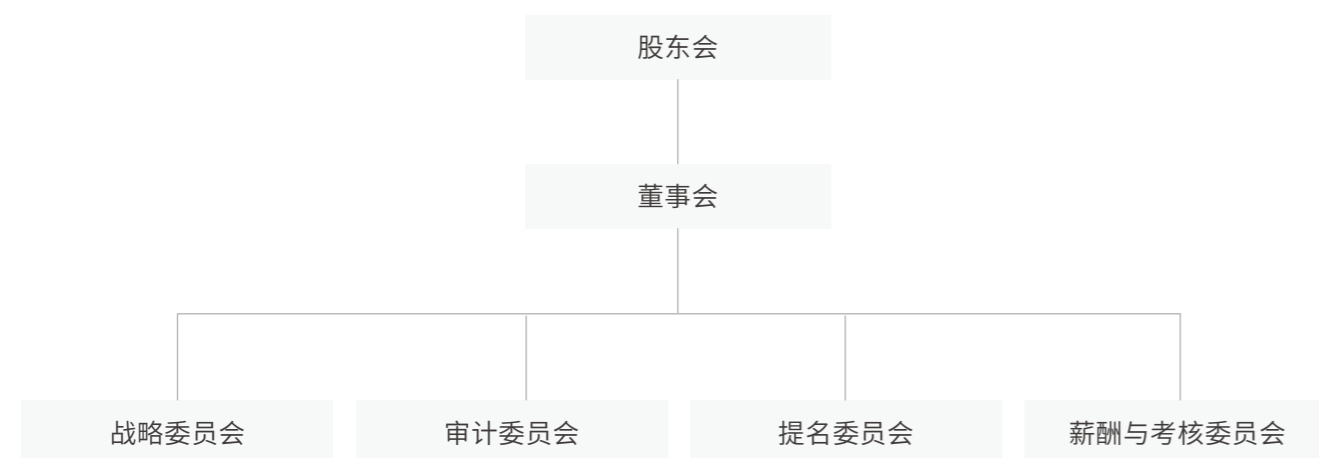 股东会
董事会
战略委员会
审计委员会
提名委员会
薪酬与考核委员会